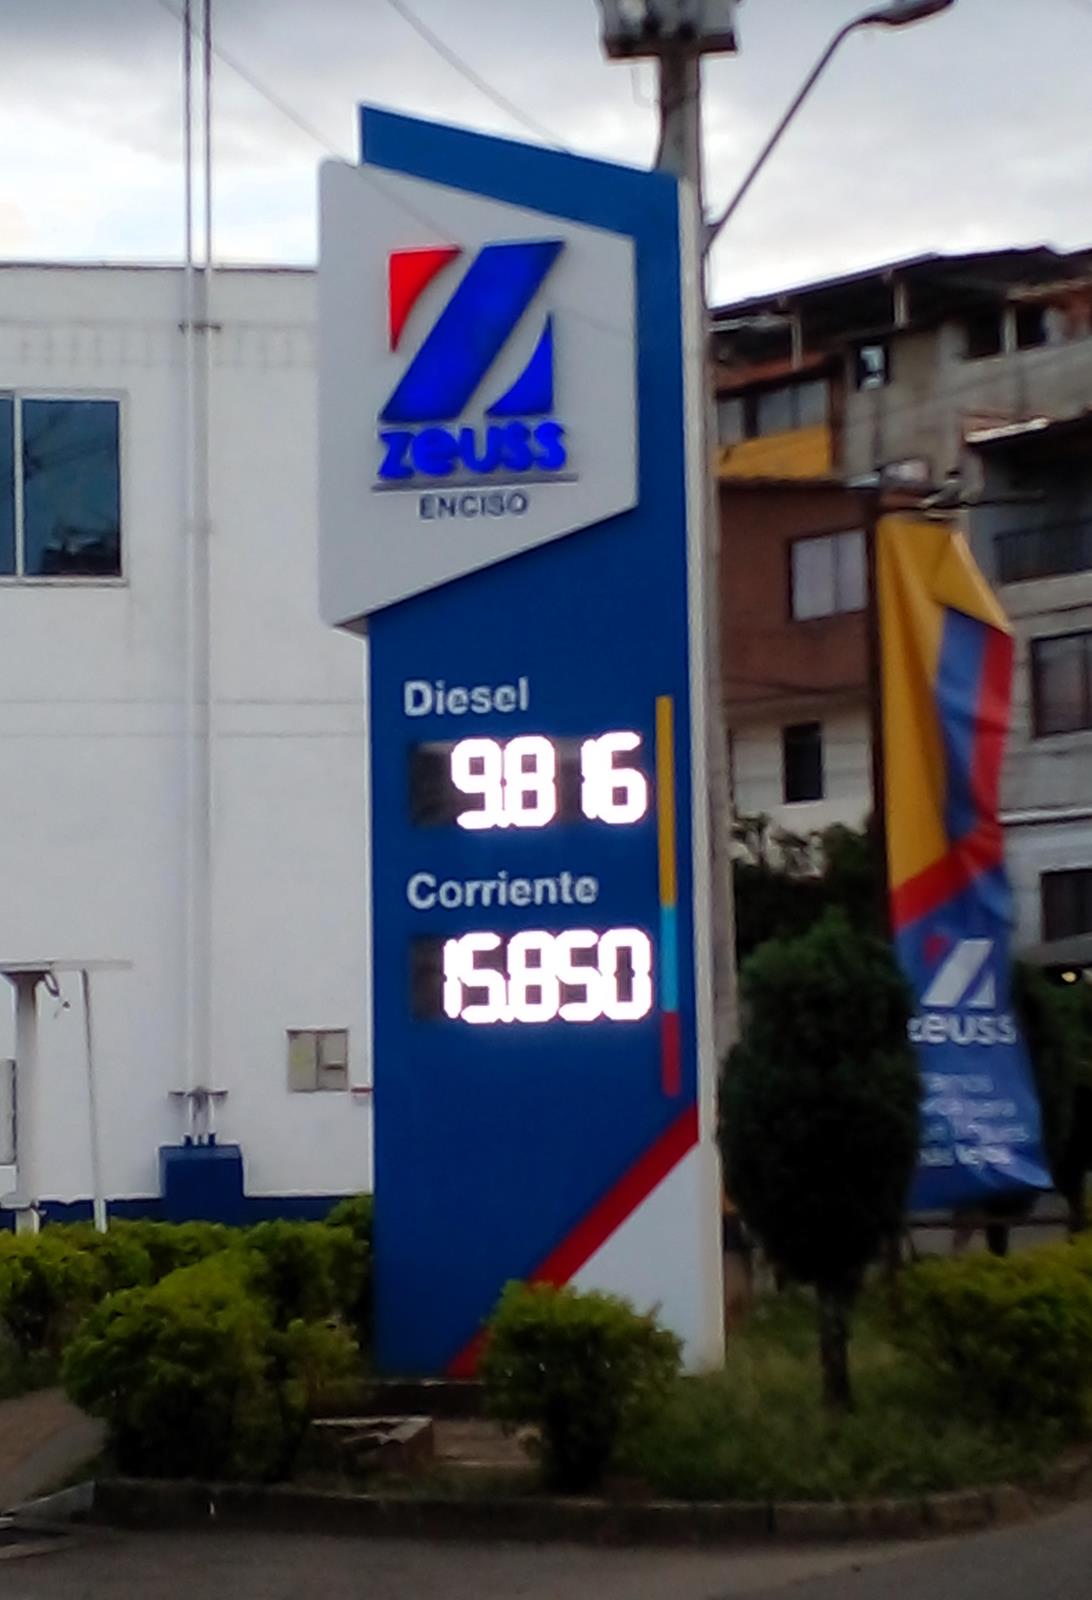 zeuss
ENCISO
Diesel
9.816
Corriente
15.850
zeuss